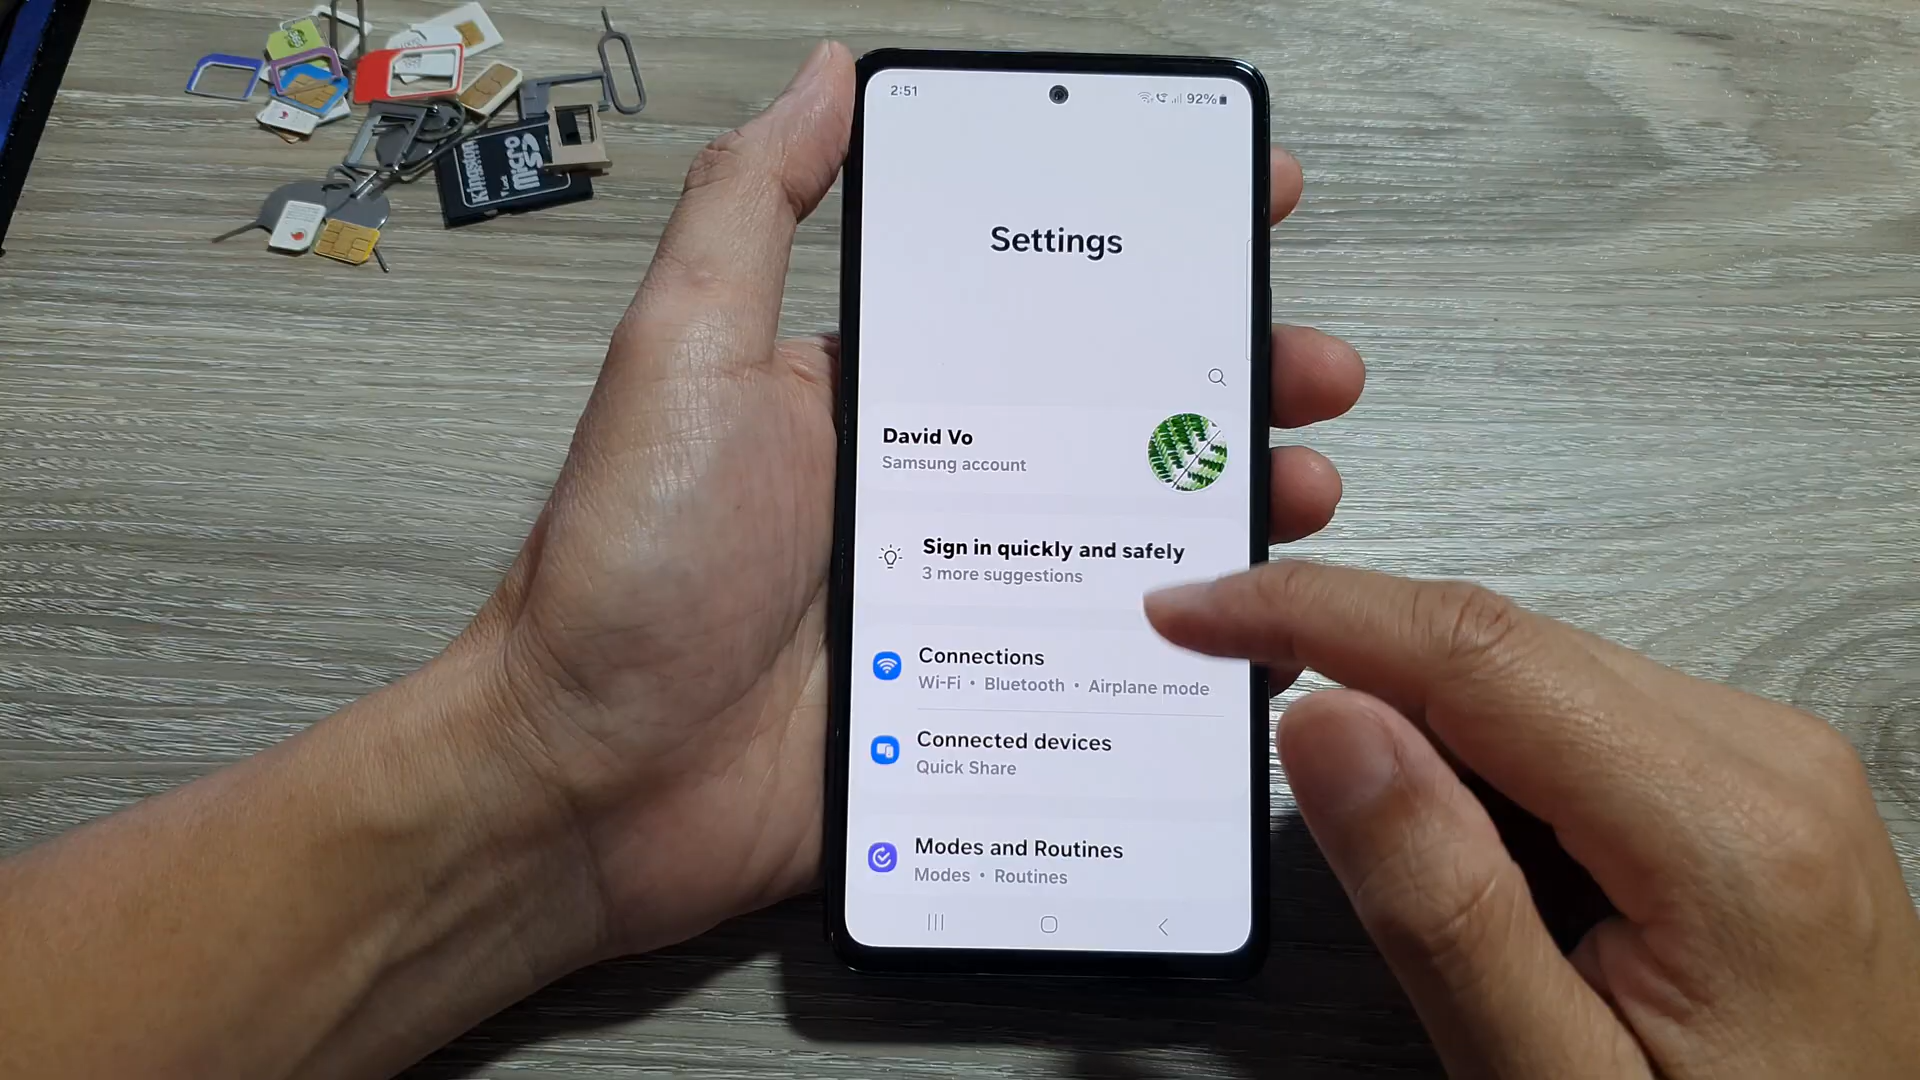 2:51
92%
Settings
David Vo
Samsung account
Sign in quickly and safely
3 more suggestions
Connections
Wi-Fi • Bluetooth • Airplane mode
Connected devices
Quick Share
Modes and Routines
Modes • Routines
Kingston
Micro